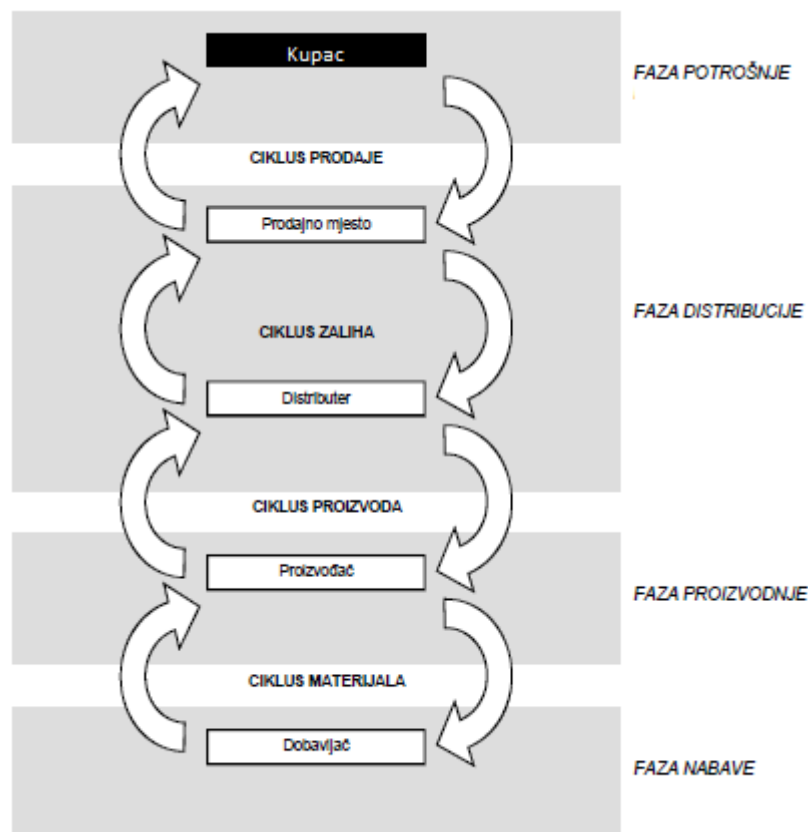 Kupac
FAZA POTROŠNJE
CIKLUS PRODAJE
Prodajno mjesto
FAZA DISTRIBUCIJE
CIKLUS ZALIHA
Distributer
CIKLUS PROIZVODA
Proizvođač
FAZA PROIZVODNJE
CIKLUS MATERIJALA
Dobavljač
FAZA NABAVE